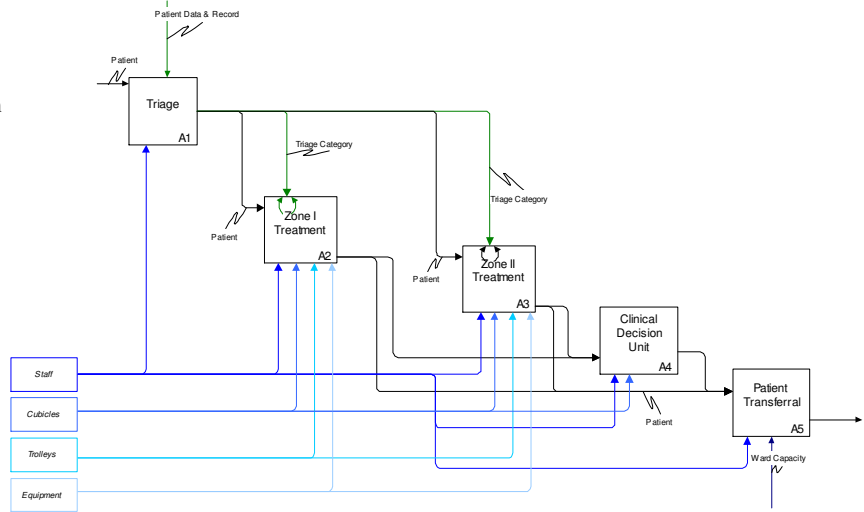 Patient Data & Record
Patient
Triage
A1
Triage Category
Triage Category
Patient
Zone I
Treatment
A2
Patient
Zone II
Treatment
A3
Clinical
Decision
Unit
A4
Staff
Cubicles
Trolleys
Equipment
Patient
Patient
Transferral
A5
Ward Capacity